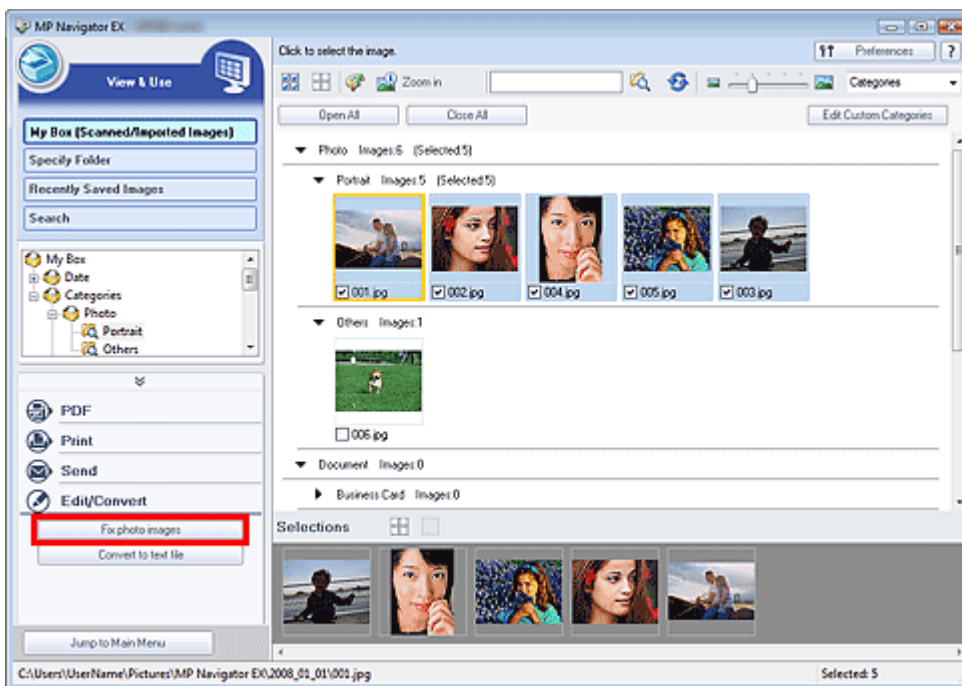 MP Navigator EX
View & Use
My Box (Scanned/Imported Images)
Specify Folder
Recently Saved Images
Search
My Box
Date
Categories
Photo
Portrait
Others
PDF
Print
Send
Edit/Convert
Fix photo images
Convert to text file
Jump to Main Menu
Click to select the image.
Preferences ?
Zoom in
Categories
Open All Close All Edit Custom Categories
Photo Images:6 (Selected:5)
Portrait Images:5 (Selected:5)
001.jpg 002.jpg 004.jpg 005.jpg 003.jpg
Others Images:1
006.jpg
Document Images:0
Business Card Images:0
Selections
C:\Users\UserName\Pictures\MP Navigator EX\2008_01_01\001.jpg Selected: 5